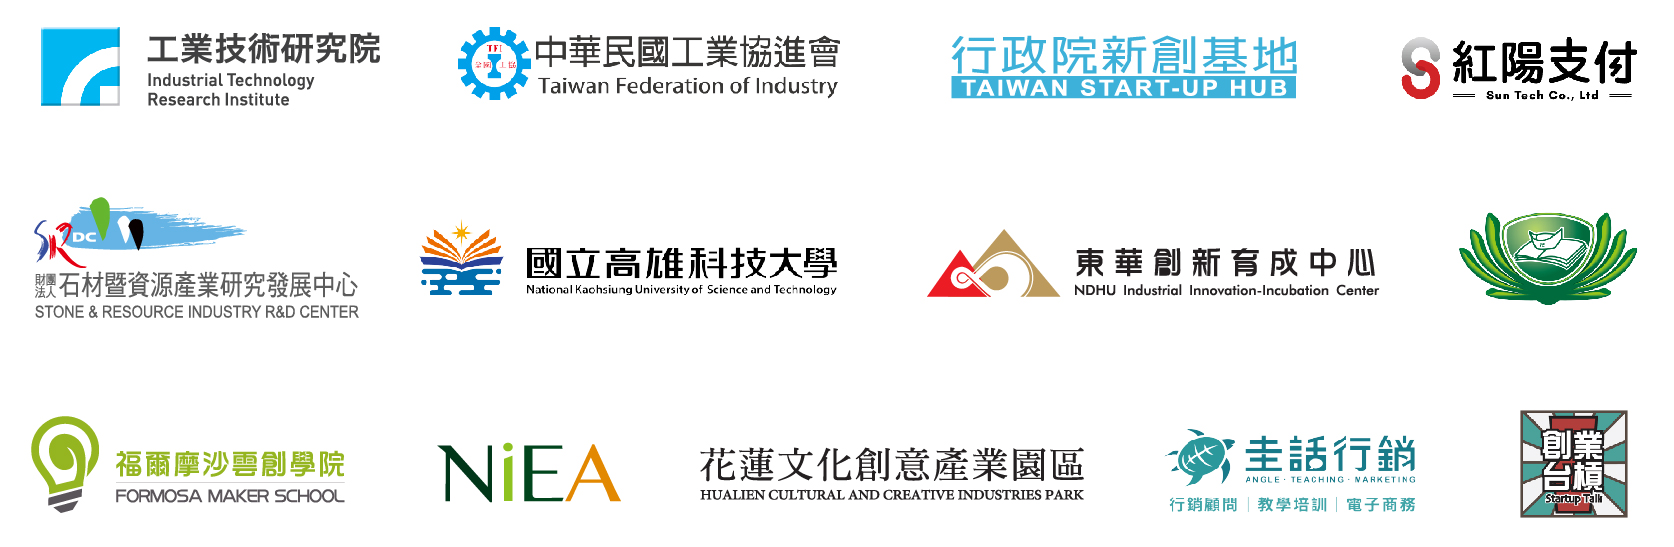 工業技術研究院
Industrial Technology
Research Institute
TFI
全國 工協
中華民國工業協進會
Taiwan Federation of Industry
行政院新創基地
TAIWAN START-UP HUB
紅陽支付
Sun Tech Co., Ltd
SR DC
財團法人石材暨資源產業研究發展中心
STONE & RESOURCE INDUSTRY R&D CENTER
國立高雄科技大學
National Kaohsiung University of Science and Technology
東華創新育成中心
NDHU Industrial Innovation-Incubation Center
福爾摩沙雲創學院
FORMOSA MAKER SCHOOL
NiEA
花蓮文化創意產業園區
HUALIEN CULTURAL AND CREATIVE INDUSTRIES PARK
圭話行銷
ANGLE · TEACHING · MARKETING
行銷顧問｜教學培訓｜電子商務
創業
台槓
Startup Talk